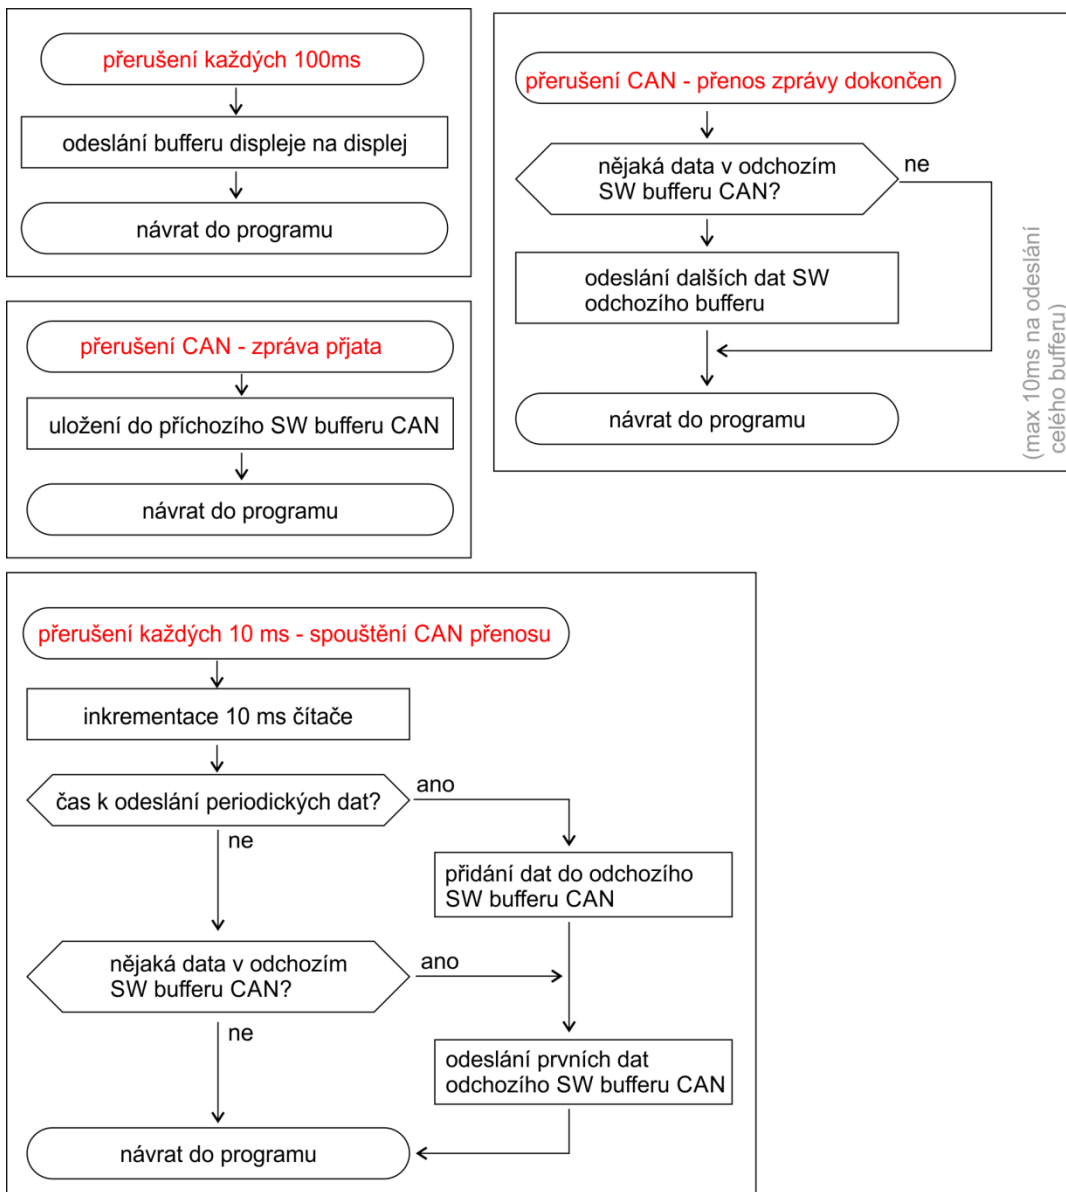 přerušení každých 100ms
odeslání bufferu displeje na displej
návrat do programu
přerušení CAN - zpráva přjata
uložení do příchozího SW bufferu CAN
návrat do programu
přerušení CAN - přenos zprávy dokončen
nějaká data v odchozím
SW bufferu CAN?
ne
odeslání dalších dat SW
odchozího bufferu
návrat do programu
(max 10ms na odeslání
celého bufferu)
přerušení každých 10 ms - spouštění CAN přenosu
inkrementace 10 ms čítače
čas k odeslání periodických dat?
ano
ne
přidání dat do odchozího
SW bufferu CAN
nějaká data v odchozím
SW bufferu CAN?
ano
ne
odeslání prvních dat
odchozího SW bufferu CAN
návrat do programu